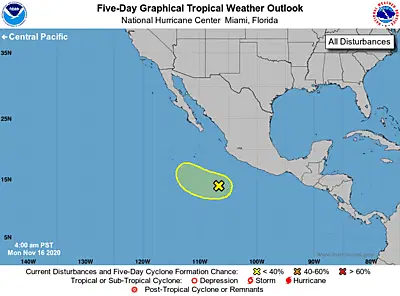 Five-Day Graphical Tropical Weather Outlook
National Hurricane Center Miami, Florida
Central Pacific
All Disturbances
35N
25N
15N
5N
4:00 am PST
Mon Nov 16 2020
www.hurricanes.gov
140W 130W 120W 110W 100W 90W 80W
Current Disturbances and Five-Day Cyclone Formation Chance: < 40% 40-60% > 60%
Tropical or Sub-Tropical Cyclone: Depression Storm Hurricane
Post-Tropical Cyclone or Remnants